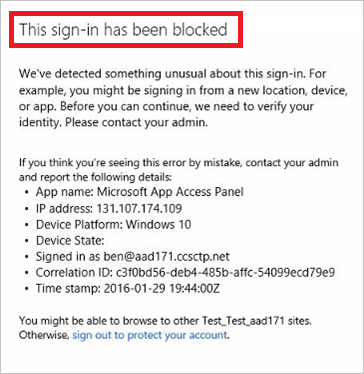 This sign-in has been blocked
We've detected something unusual about this sign-in. For
example, you might be signing in from a new location, device,
or app. Before you can continue, we need to verify your
identity. Please contact your admin.
If you think you're seeing this error by mistake, contact your admin
and report the following details:
• App name: Microsoft App Access Panel
• IP address: 131.107.174.109
• Device Platform: Windows 10
• Device State:
• Signed in as ben@aad171.ccsctp.net
• Correlation ID: c3f0bd56-deb4-485b-affc-54099ecd79e9
• Time stamp: 2016-01-29 19:44:00Z
You might be able to browse to other Test_Test_aad171 sites.
Otherwise, sign out to protect your account.